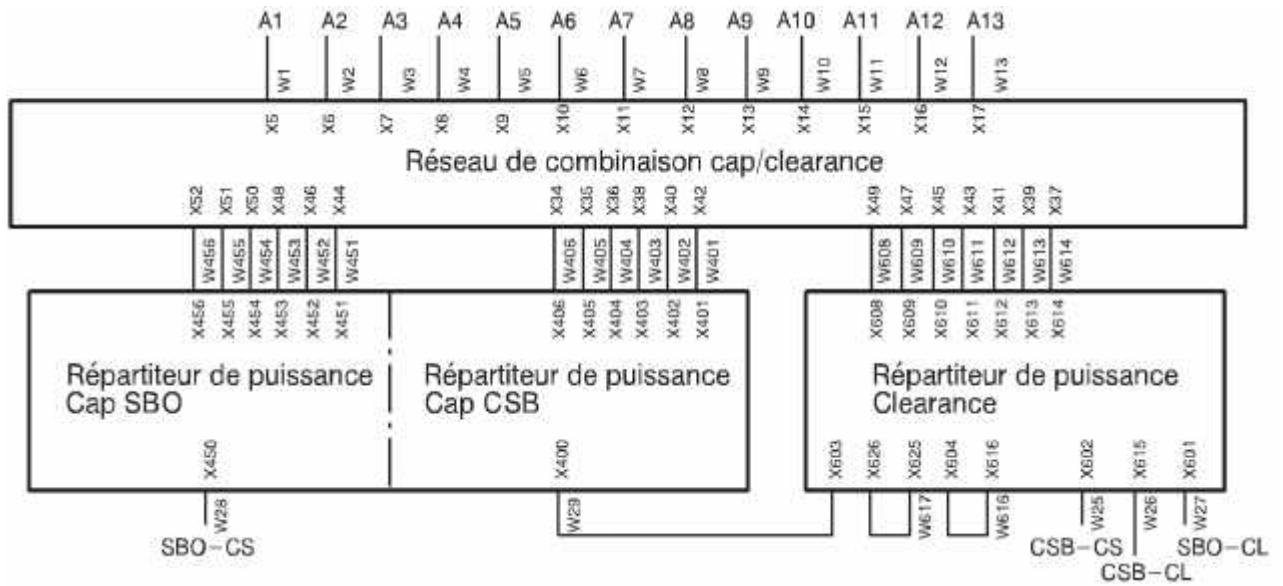 A1 A2 A3 A4 A5 A6 A7 A8 A9 A10 A11 A12 A13
W1 W2 W3 W4 W5 W6 W7 W8 W9 W10 W11 W12 W13
X5 X6 X7 X8 X9 X10 X11 X12 X13 X14 X15 X16 X17
Réseau de combinaison cap/clearance
X52 X51 X50 X48 X46 X44 X34 X35 X36 X38 X40 X42 X49 X47 X45 X43 X41 X39 X37
W456 W455 W454 W453 W452 W451 W406 W405 W404 W403 W402 W401 W608 W609 W610 W611 W612 W613 W614
X456 X455 X454 X453 X452 X451 X406 X405 X404 X403 X402 X401 X608 X609 X610 X611 X612 X613 X614
Répartiteur de puissance
Cap SBO
Répartiteur de puissance
Cap CSB
Répartiteur de puissance
Clearance
X450 X400 X603 X626 X625 X604 X616 X602 X615 X601
W28 W29 W617 W616 W25 W26 W27
SBO-CS CSB-CS SBO-CL
CSB-CL